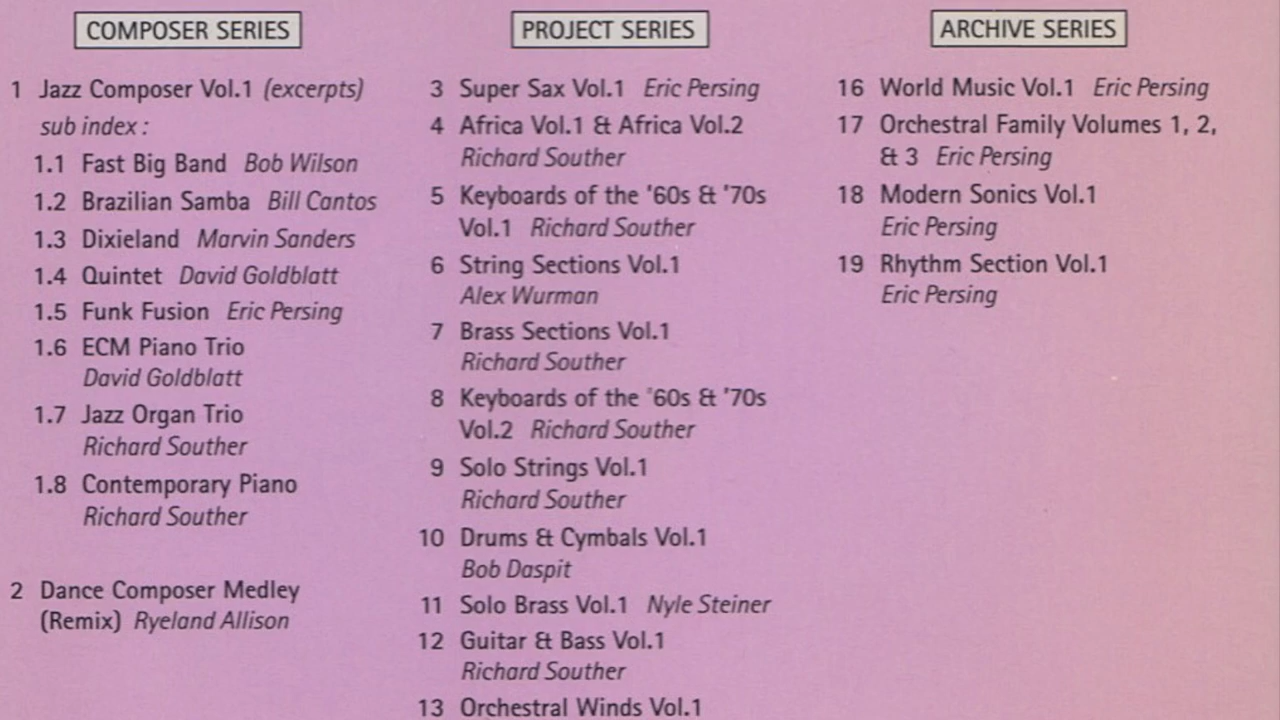 COMPOSER SERIES
1 Jazz Composer Vol.1 (excerpts)
sub index :
1.1 Fast Big Band Bob Wilson
1.2 Brazilian Samba Bill Cantos
1.3 Dixieland Marvin Sanders
1.4 Quintet David Goldblatt
1.5 Funk Fusion Eric Persing
1.6 ECM Piano Trio
David Goldblatt
1.7 Jazz Organ Trio
Richard Souther
1.8 Contemporary Piano
Richard Souther
2 Dance Composer Medley
(Remix) Ryeland Allison
PROJECT SERIES
3 Super Sax Vol.1 Eric Persing
4 Africa Vol.1 & Africa Vol.2
Richard Souther
5 Keyboards of the '60s & '70s
Vol.1 Richard Souther
6 String Sections Vol.1
Alex Wurman
7 Brass Sections Vol.1
Richard Souther
8 Keyboards of the '60s & '70s
Vol.2 Richard Souther
9 Solo Strings Vol.1
Richard Souther
10 Drums & Cymbals Vol.1
Bob Daspit
11 Solo Brass Vol.1 Nyle Steiner
12 Guitar & Bass Vol.1
Richard Souther
13 Orchestral Winds Vol.1
ARCHIVE SERIES
16 World Music Vol.1 Eric Persing
17 Orchestral Family Volumes 1, 2,
& 3 Eric Persing
18 Modern Sonics Vol.1
Eric Persing
19 Rhythm Section Vol.1
Eric Persing